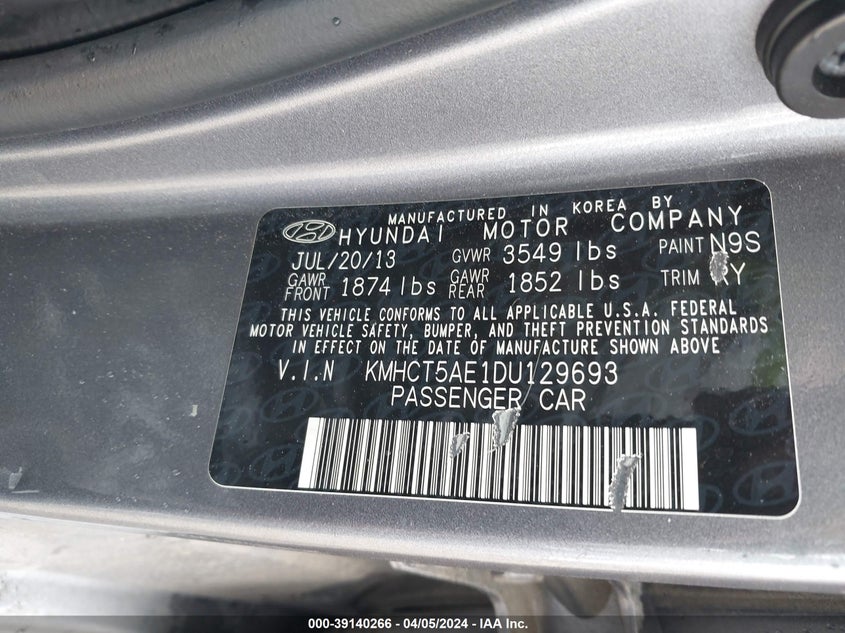 MANUFACTURED IN KOREA BY
HYUNDAI MOTOR COMPANY
JUL/20/13 GVWR 3549 lbs PAINT N9S
GAWR FRONT 1874 lbs GAWR REAR 1852 lbs TRIM
THIS VEHICLE CONFORMS TO ALL APPLICABLE U.S.A. FEDERAL
MOTOR VEHICLE SAFETY, BUMPER, AND THEFT PREVENTION STANDARDS
IN EFFECT ON THE DATE OF MANUFACTURE SHOWN ABOVE
V.I.N KMHCT5AE1DU129693
PASSENGER CAR
000-39140266 - 04/05/2024 - IAA Inc.